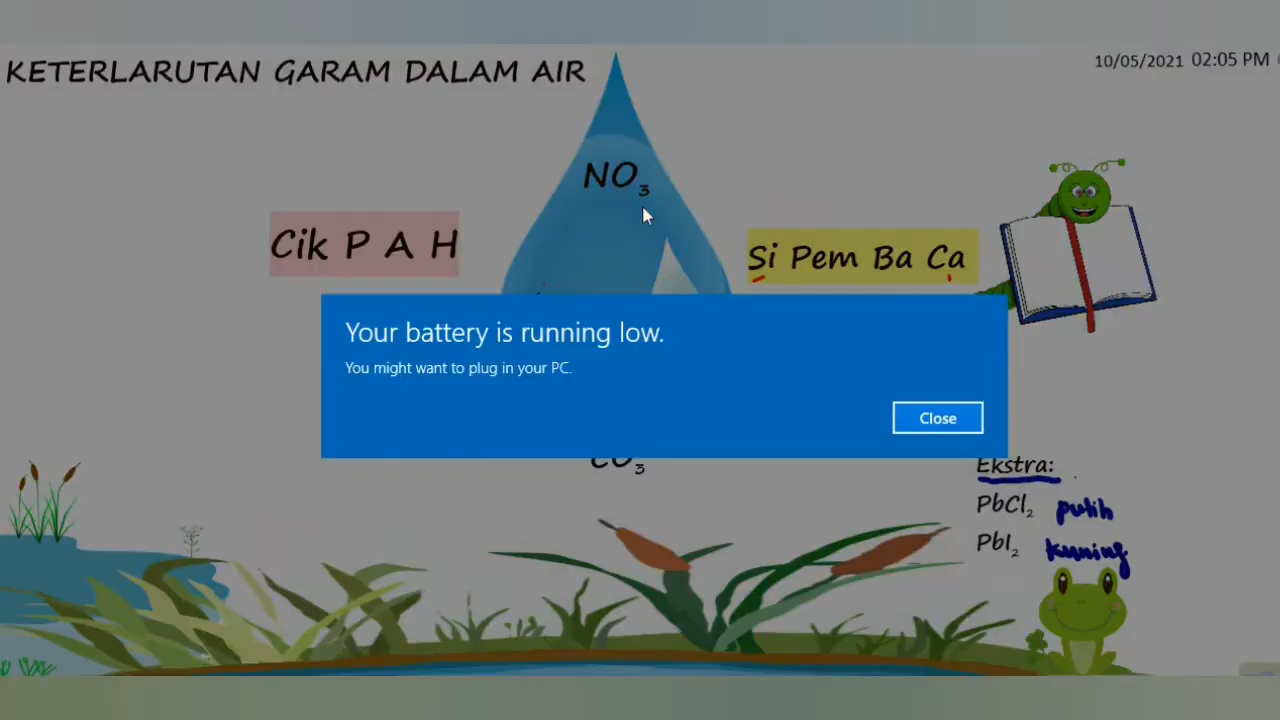 KETERLARUTAN GARAM DALAM AIR
10/05/2021 02:05 PM
NO₃
Cik P A H
Si Pem Ba Ca
Your battery is running low.
You might want to plug in your PC.
Close
CO₃
Ekstra:
PbCl₂ putih
PbI₂ kuning